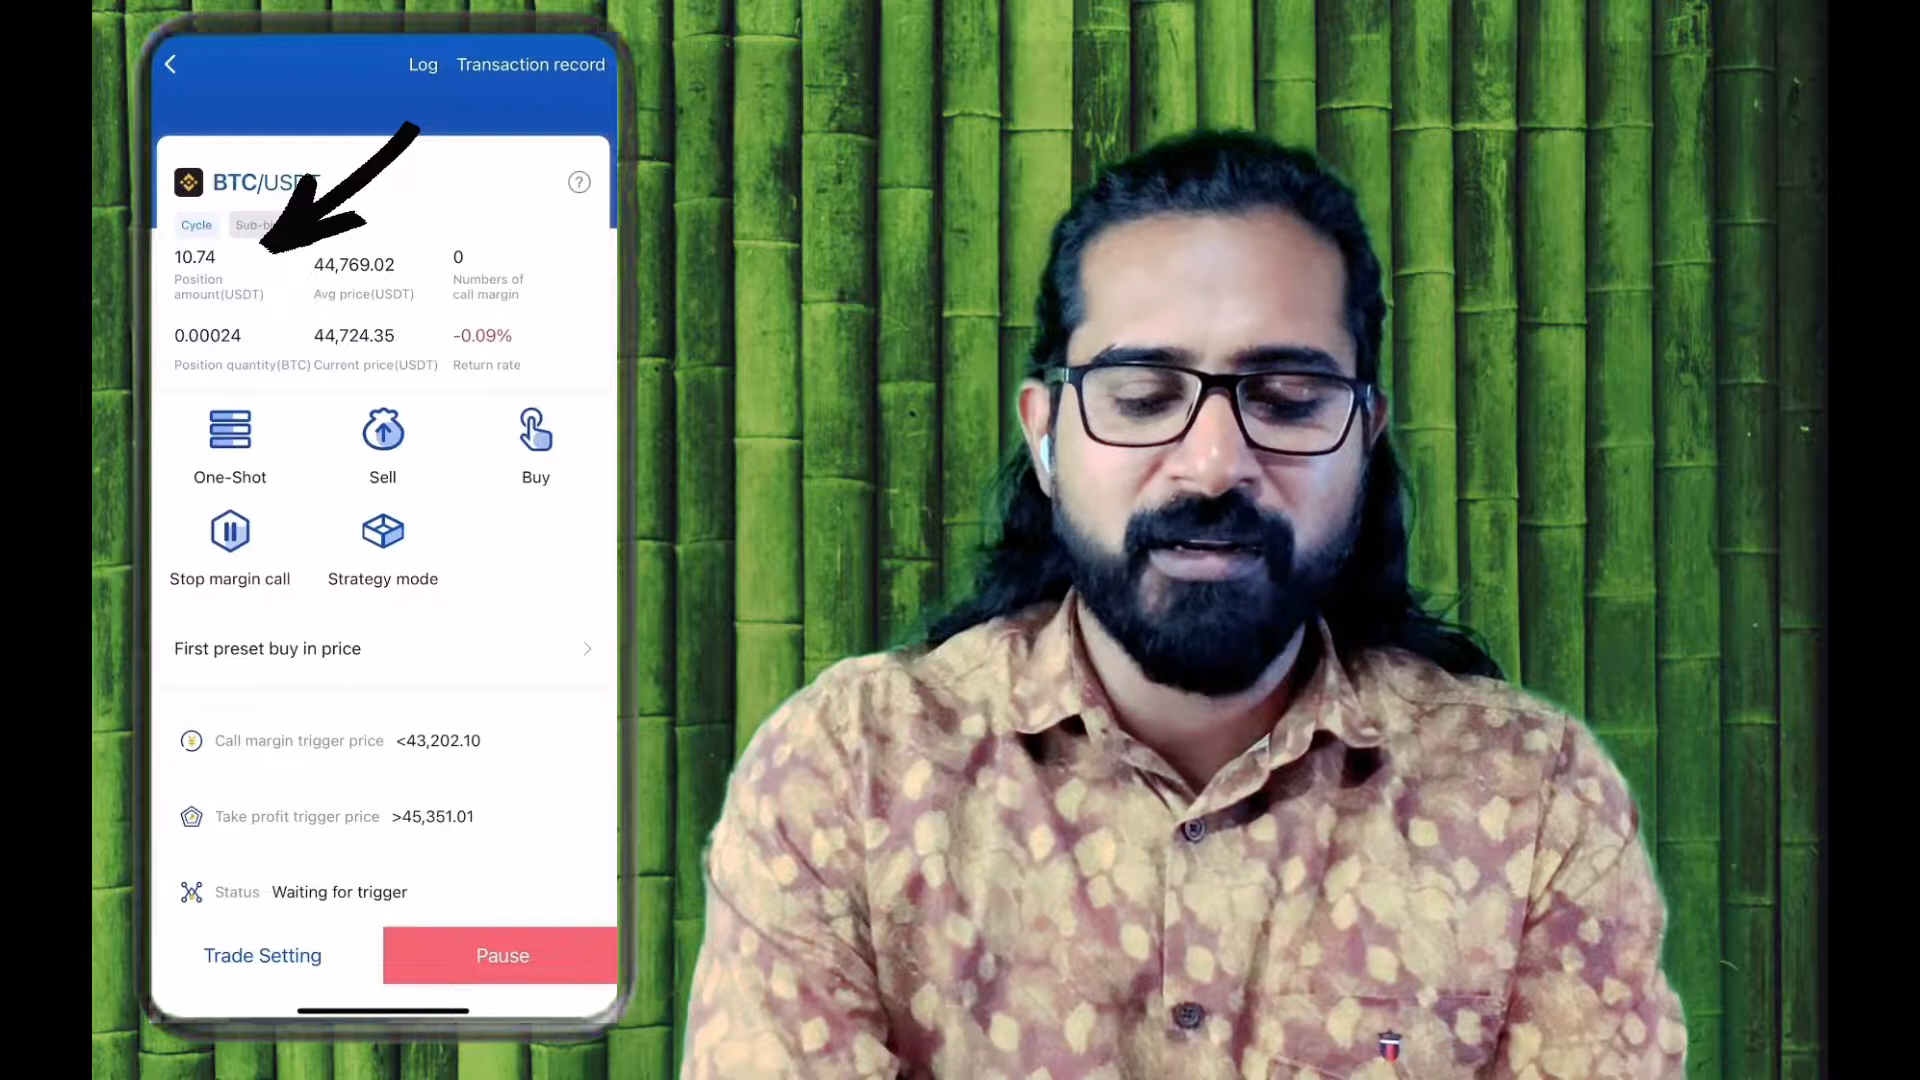 Log Transaction record
BTC/USDT
Cycle
10.74 44,769.02 0
Position amount(USDT) Avg price(USDT) Numbers of call margin
0.00024 44,724.35 -0.09%
Position quantity(BTC) Current price(USDT) Return rate
One-Shot Sell Buy
Stop margin call Strategy mode
First preset buy in price
Call margin trigger price <43,202.10
Take profit trigger price >45,351.01
Status Waiting for trigger
Trade Setting Pause